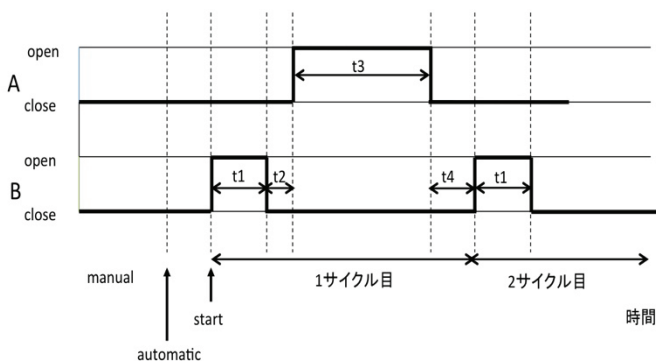 open
A
t3
close
open
B
t1
t2
t4
t1
close
manual
1サイクル目
2サイクル目
start
時間
automatic